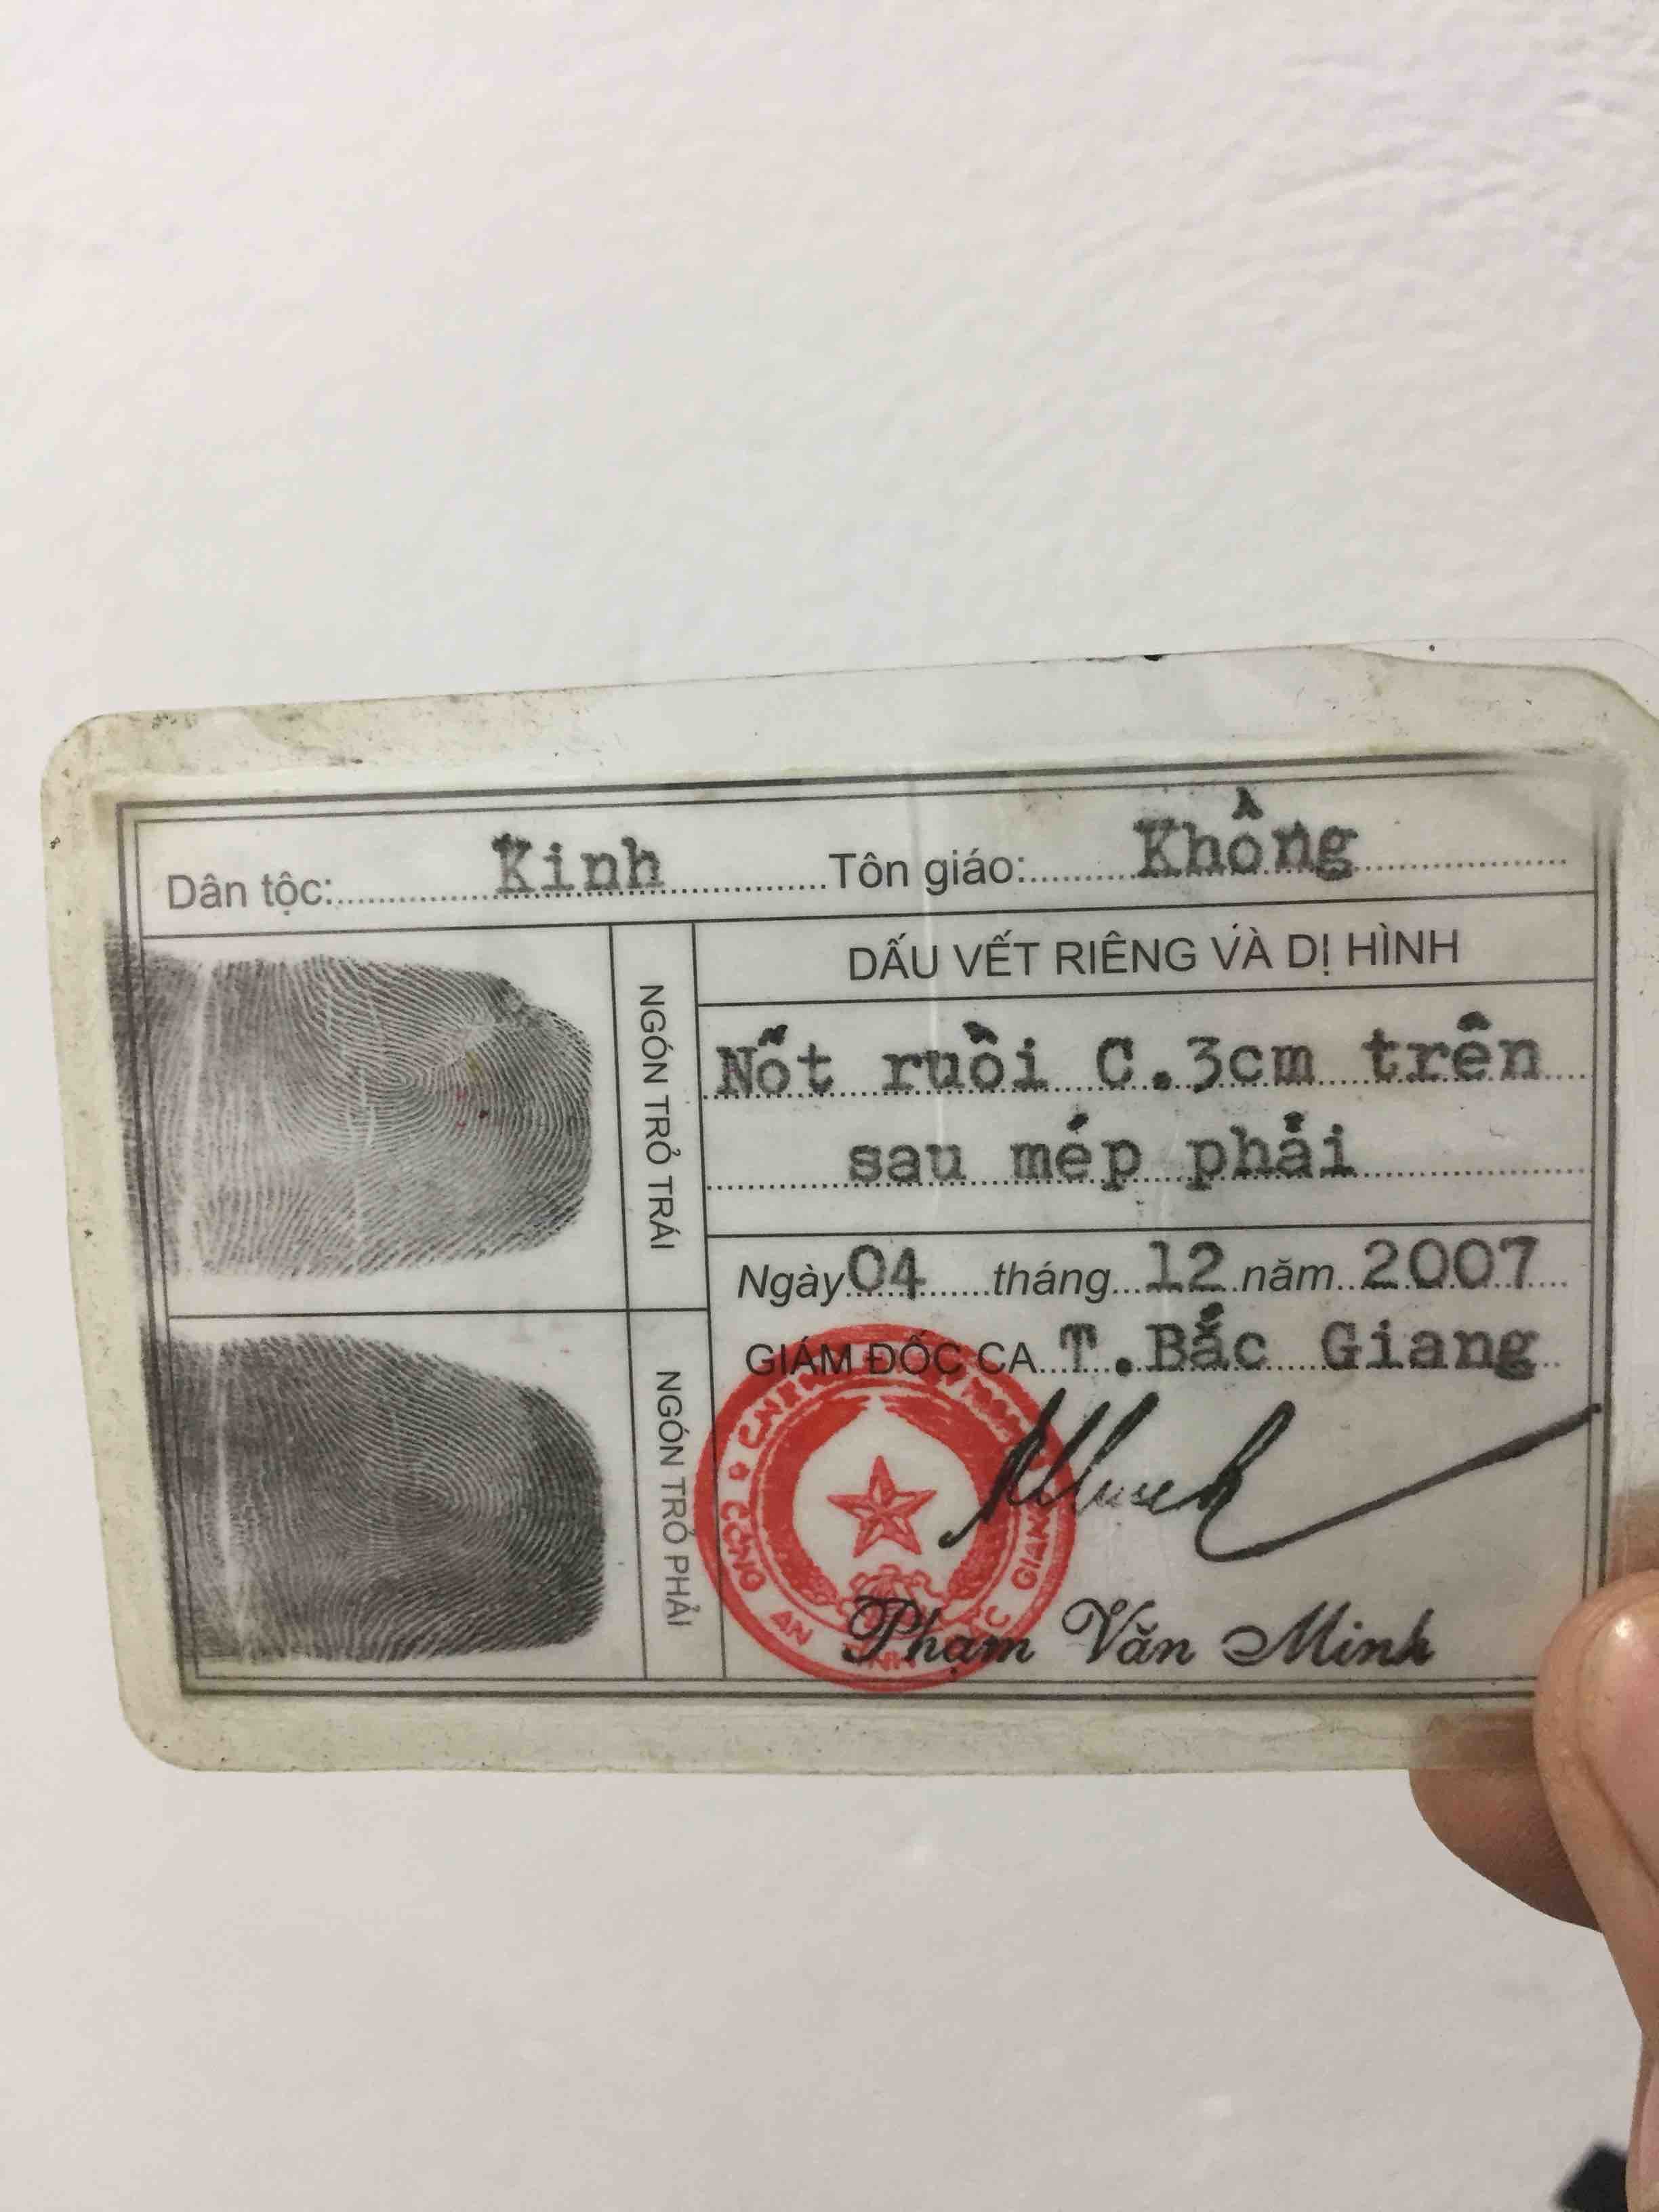 Dân tộc: Kinh Tôn giáo: Không
NGÓN TRỎ TRÁI
DẤU VẾT RIÊNG VÀ DỊ HÌNH
Nốt ruồi C.3cm trên
sau mép phải
Ngày 04 tháng 12 năm 2007
GIÁM ĐỐC CA T.Bắc Giang
NGÓN TRỎ PHẢI
CÔNG AN
Phạm Văn Minh